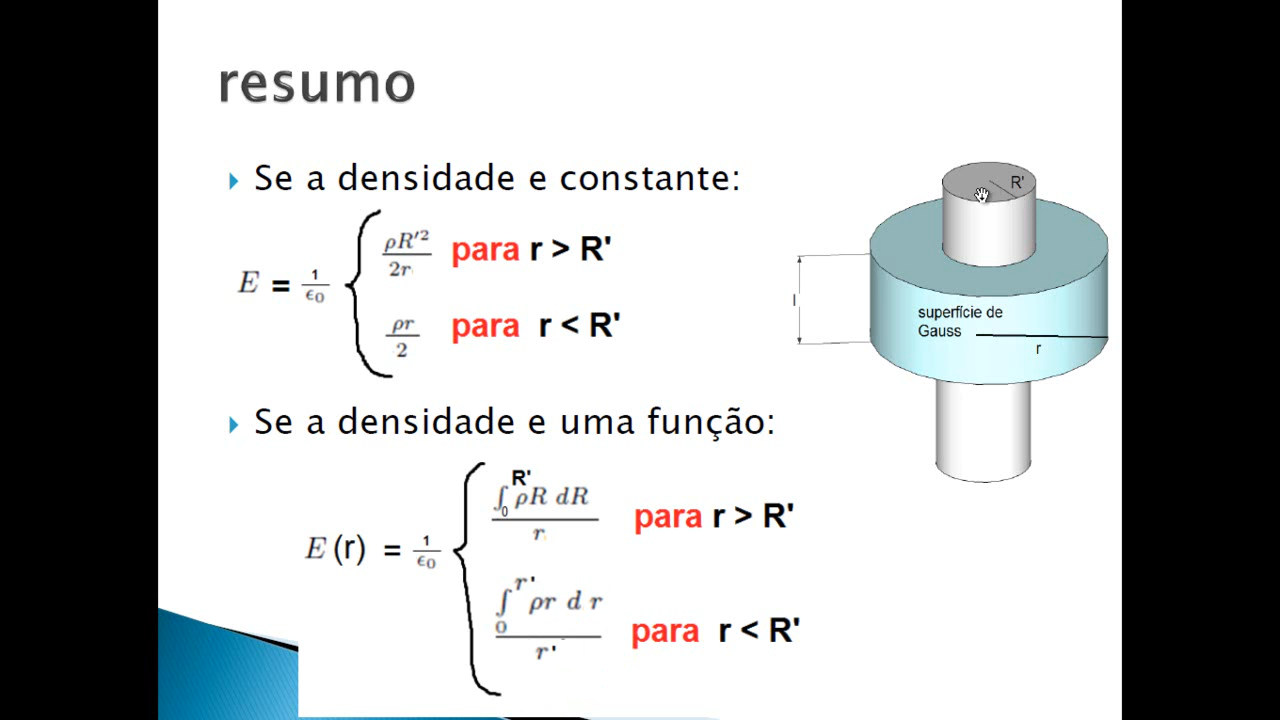 resumo
Se a densidade e constante:
E = 1/ϵ0 { ρR'²/2r para r > R'
ρr/2 para r < R'
Se a densidade e uma função:
E (r) = 1/ϵ0 { ∫0^R' ρR dR / r para r > R'
∫0^r' ρr d r / r' para r < R'
R'
l
superfície de
Gauss
r